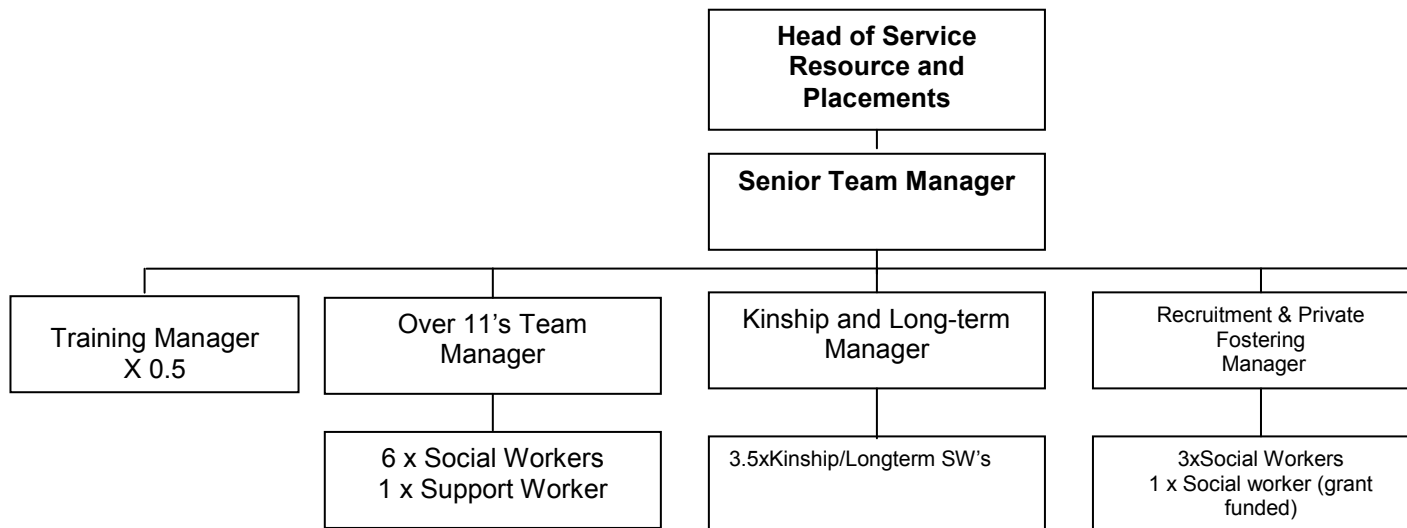 Head of Service
Resource and
Placements
Senior Team Manager
Training Manager
X 0.5
Over 11's Team
Manager
Kinship and Long-term
Manager
Recruitment & Private
Fostering
Manager
6 x Social Workers
1 x Support Worker
3.5xKinship/Longterm SW's
3xSocial Workers
1 x Social worker (grant
funded)